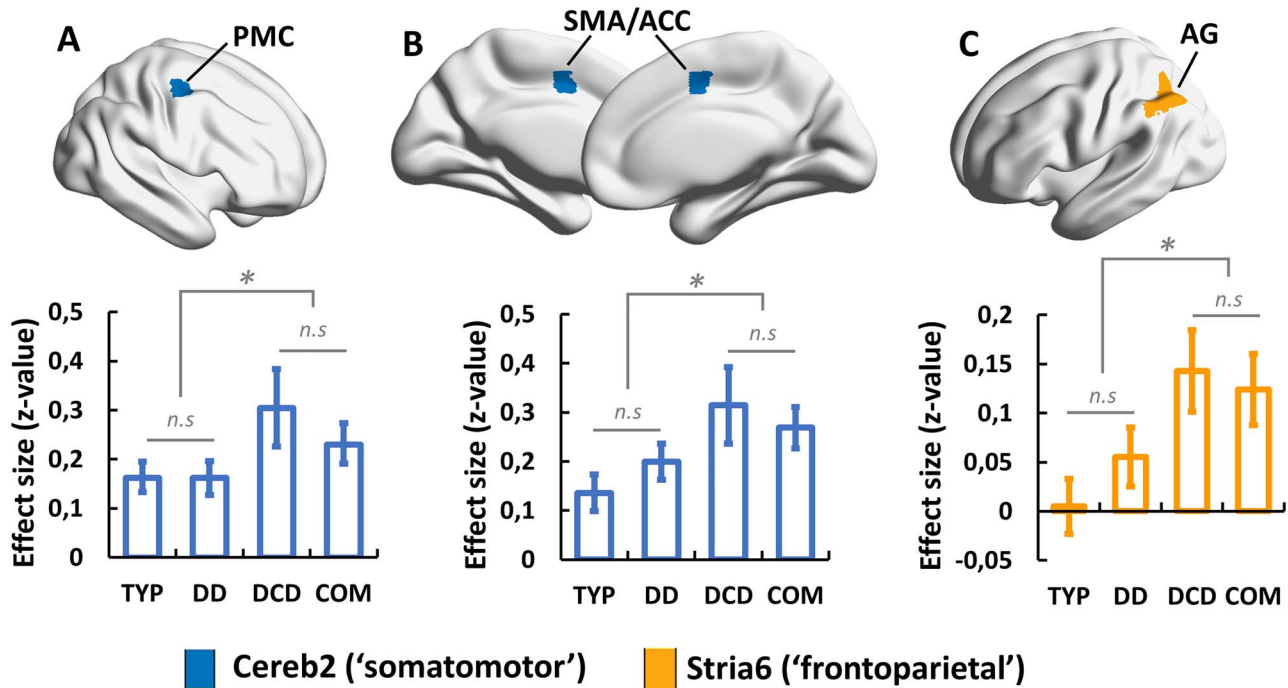 A
PMC
B
SMA/ACC
C
AG
Effect size (z-value)
0,5
0,4
0,3
0,2
0,1
0
*
n.s
n.s
TYP DD DCD COM
Effect size (z-value)
0,5
0,4
0,3
0,2
0,1
0
*
n.s
n.s
TYP DD DCD COM
Effect size (z-value)
0,2
0,15
0,1
0,05
0
-0,05
*
n.s
n.s
TYP DD DCD COM
Cereb2 (‘somatomotor’)
Stria6 (‘frontoparietal’)